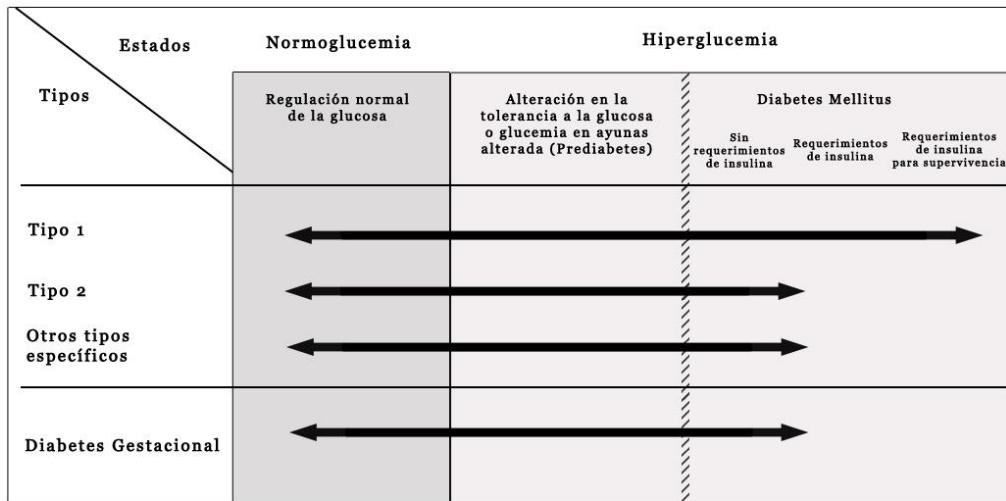 Estados
Normoglucemia
Hiperglucemia
Tipos
Regulación normal
de la glucosa
Alteración en la
tolerancia a la glucosa
o glucemia en ayunas
alterada (Prediabetes)
Diabetes Mellitus
Sin
requerimientos
de insulina
Requerimientos
de insulina
Requerimientos
de insulina
para supervivencia
Tipo 1
Tipo 2
Otros tipos
específicos
Diabetes Gestacional